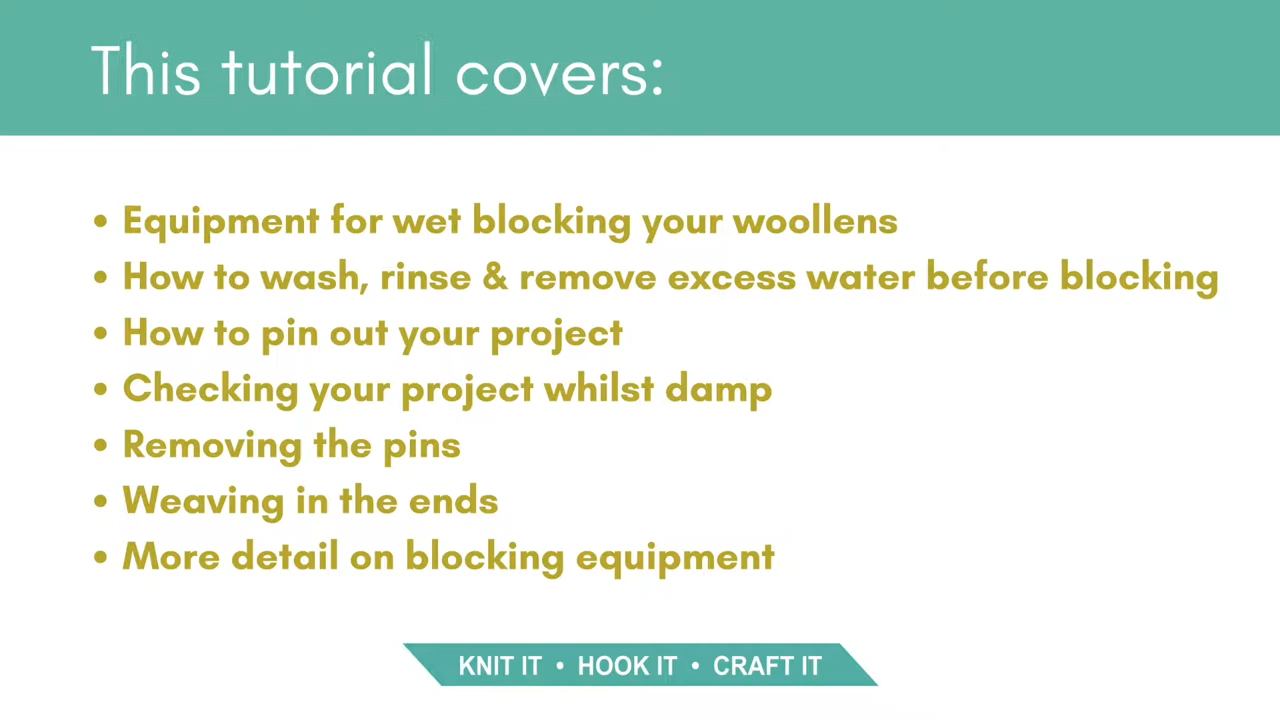 This tutorial covers:
• Equipment for wet blocking your woollens
• How to wash, rinse & remove excess water before blocking
• How to pin out your project
• Checking your project whilst damp
• Removing the pins
• Weaving in the ends
• More detail on blocking equipment
KNIT IT • HOOK IT • CRAFT IT